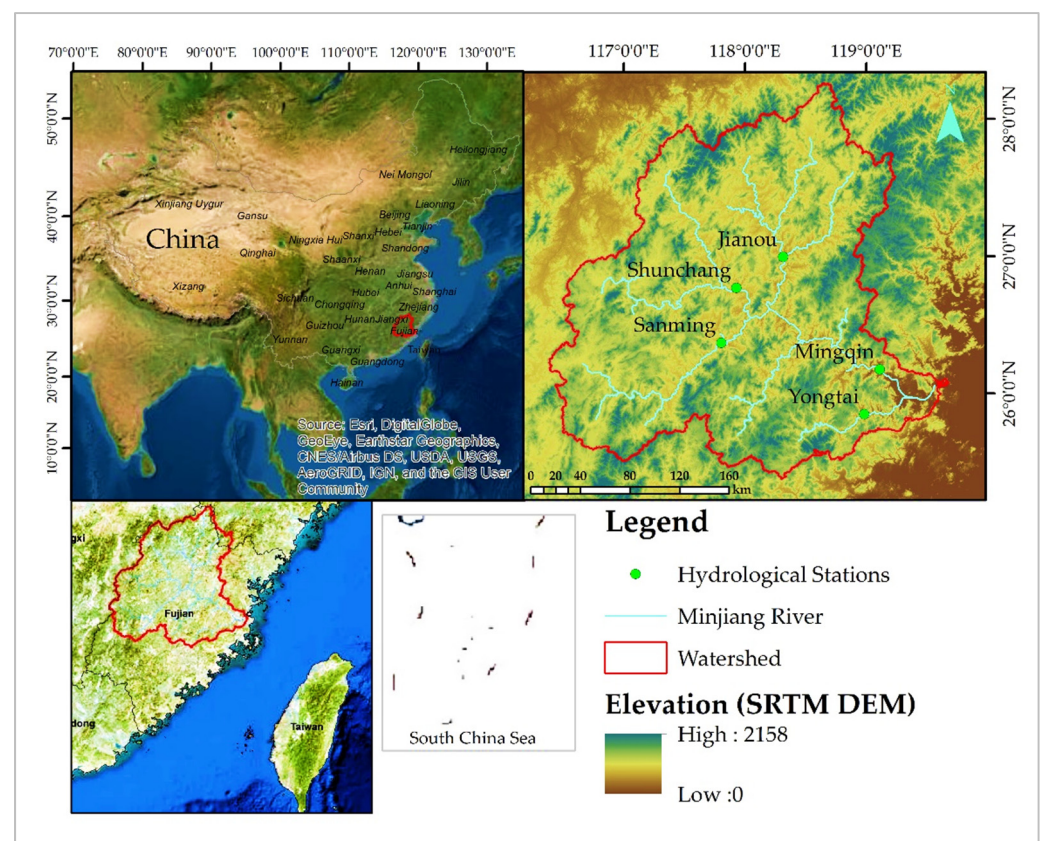 70°0'0"E 80°0'0"E 90°0'0"E 100°0'0"E 110°0'0"E 120°0'0"E 130°0'0"E
117°0'0"E 118°0'0"E 119°0'0"E
50°0'0"N
40°0'0"N
30°0'0"N
20°0'0"N
10°0'0"N
28°0'0"N
27°0'0"N
26°0'0"N
Heilongjiang
Nei Mongol
Jilin
Xinjiang Uygur
Gansu
Liaoning
Beijing
Tianjin
China
Ningxia Hui
Shanxi
Hebei
Qinghai
Shandong
Shaanxi
Henan
Jiangsu
Xizang
Anhui
Hubei
Shanghai
Sichuan
Chongqing
Zhejiang
Hunan
Jiangxi
Guizhou
Fujian
Yunnan
Guangxi
Taiwan
Guangdong
Hainan
Source: Esri, DigitalGlobe,
GeoEye, Earthstar Geographics,
CNES/Airbus DS, USDA, USGS,
AeroGRID, IGN, and the GIS User
Community
N
Jianou
Shunchang
Sanming
Mingqin
Yongtai
0 20 40 80 120 160
km
gxi
Fujian
dong
Taiwan
South China Sea
Legend
Hydrological Stations
Minjiang River
Watershed
Elevation (SRTM DEM)
High : 2158
Low :0